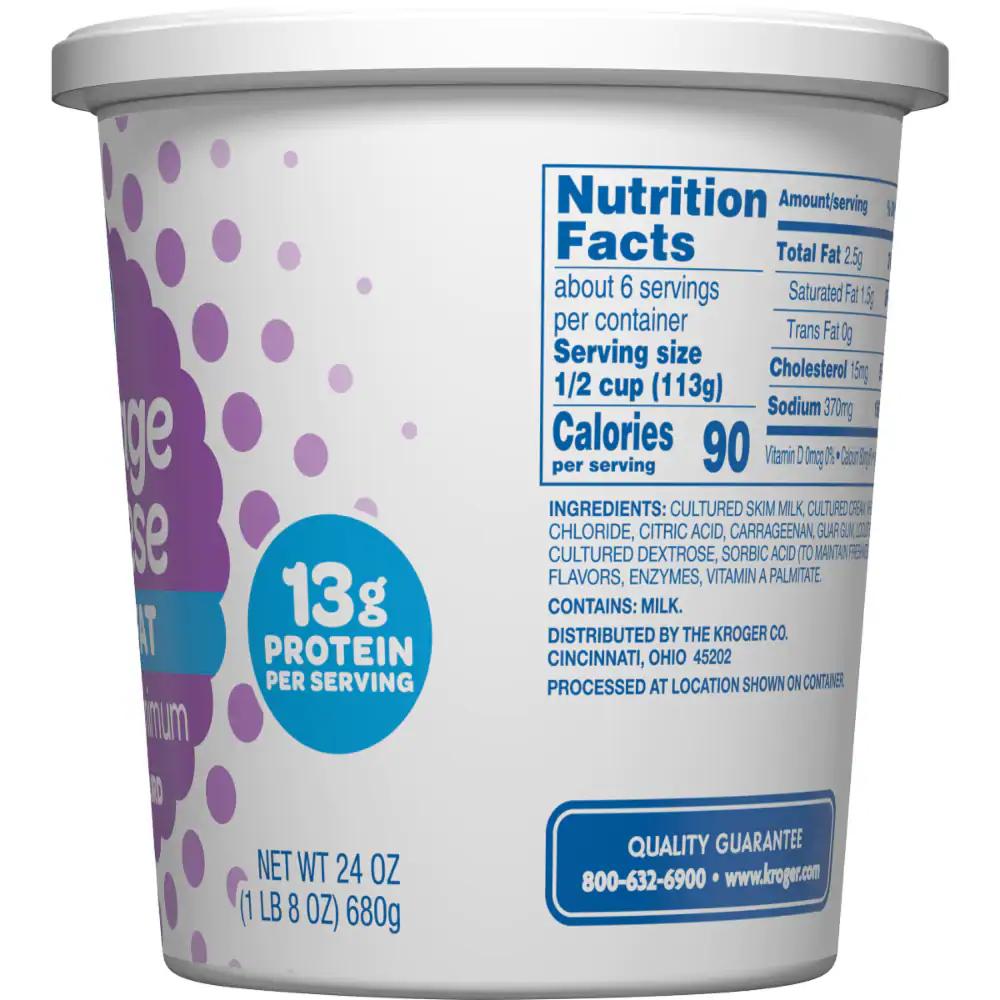 AT
NET WT 24 OZ
(1 LB 8 OZ) 680g
13g
PROTEIN
PER SERVING
Nutrition
Facts
about 6 servings
per container
Serving size
1/2 cup (113g)
Calories
per serving
90
Amount/serving
Total Fat 2.5g
Saturated Fat 1.5g
Trans Fat 0g
Cholesterol 15mg
Sodium 370mg
Vitamin D 0mcg 0% •
INGREDIENTS: CULTURED SKIM MILK, CULTURED CREAM,
CHLORIDE, CITRIC ACID, CARRAGEENAN, GUAR GUM,
CULTURED DEXTROSE, SORBIC ACID (TO MAINTAIN
FLAVORS, ENZYMES, VITAMIN A PALMITATE.
CONTAINS: MILK.
DISTRIBUTED BY THE KROGER CO.
CINCINNATI, OHIO 45202
PROCESSED AT LOCATION SHOWN ON CONTAINER.
QUALITY GUARANTEE
800-632-6900 • www.kroger.com